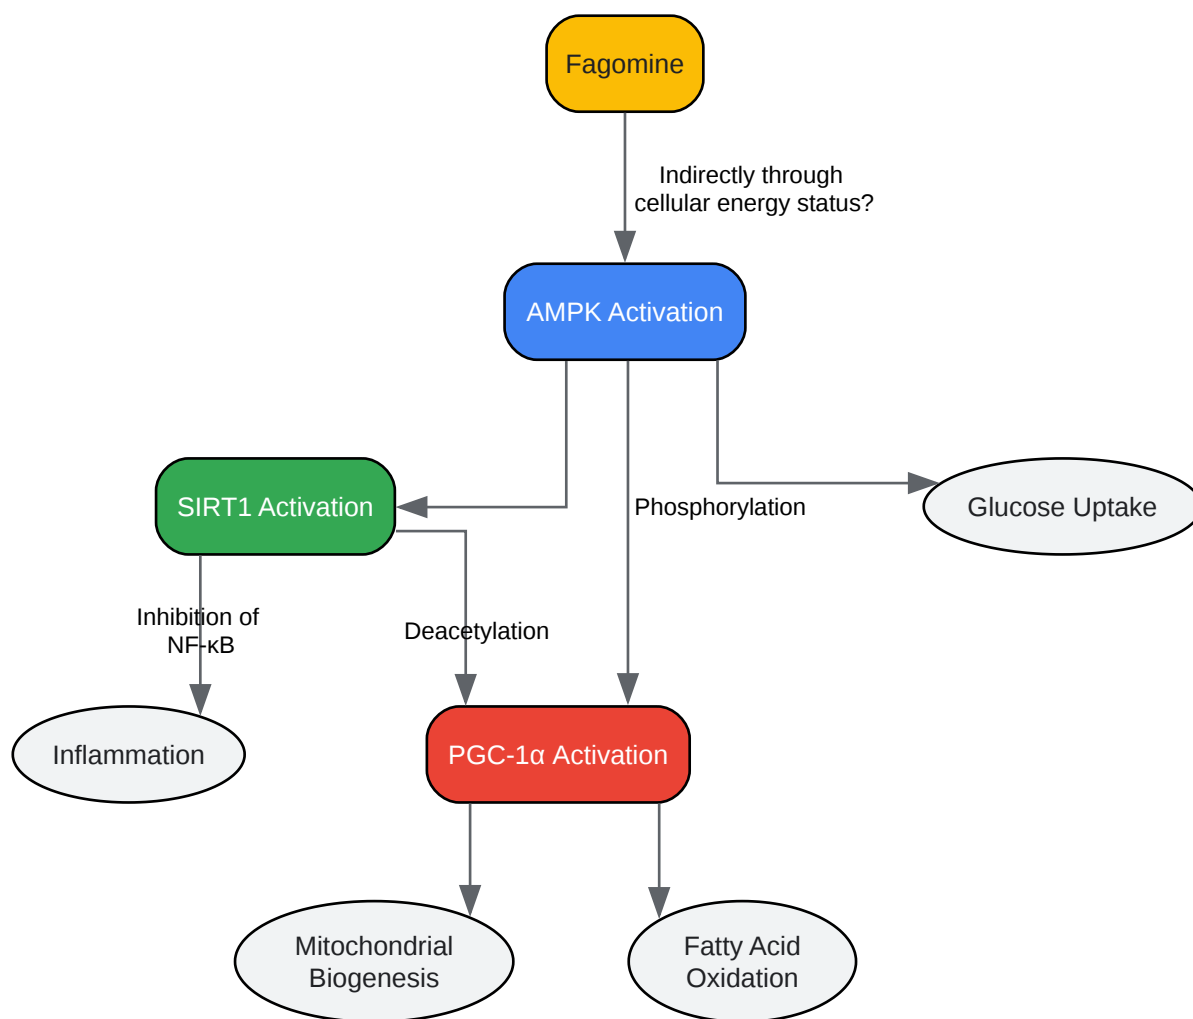 Fagomine
Indirectly through
cellular energy status?
AMPK Activation
SIRT1 Activation
Phosphorylation
Glucose Uptake
Inhibition of
NF-κB
Deacetylation
Inflammation
PGC-1α Activation
Mitochondrial
Biogenesis
Fatty Acid
Oxidation